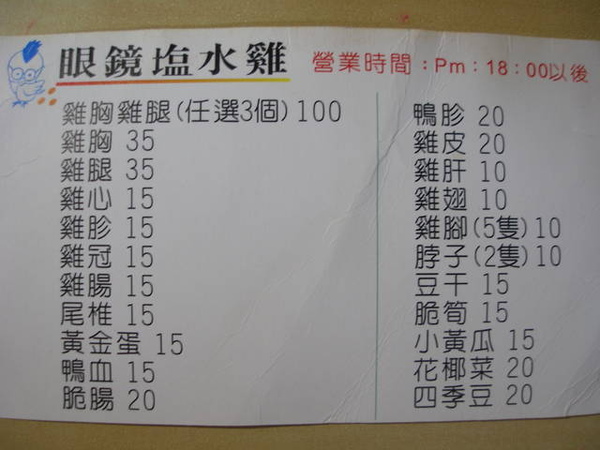 眼鏡塩水雞 營業時間:Pm:18:00以後
雞胸雞腿(任選3個)100
雞胸 35
雞腿 35
雞心 15
雞胗 15
雞冠 15
雞腸 15
尾椎 15
黃金蛋 15
鴨血 15
脆腸 20
鴨胗 20
雞皮 20
雞肝 10
雞翅 10
雞腳(5隻)10
脖子(2隻)10
豆干 15
脆筍 15
小黃瓜 15
花椰菜 20
四季豆 20